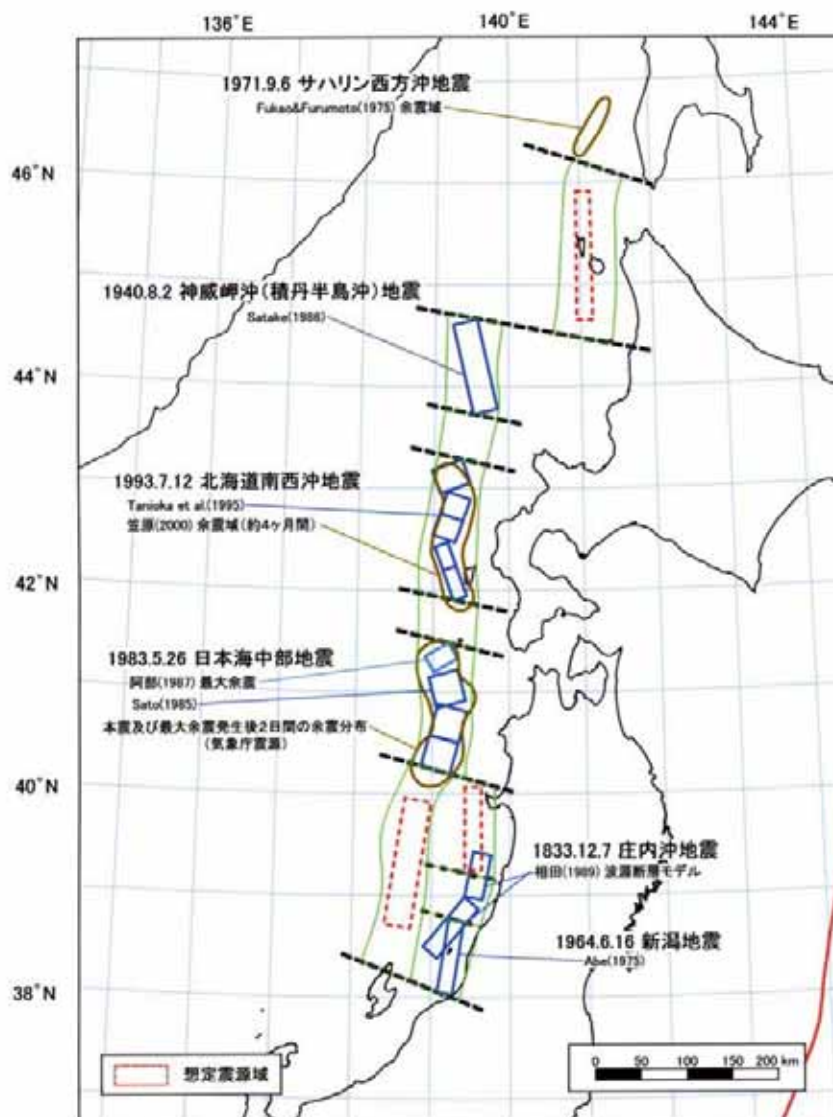 136°E
140°E
144°E
1971.9.6 サハリン西方沖地震
Fukao&Furumoto(1975) 余震域
46°N
1940.8.2 神威岬沖(積丹半島沖)地震
Satake(1986)
44°N
1993.7.12 北海道南西沖地震
Tanioka et al.(1995)
笠原(2000) 余震域(約4ヶ月間)
42°N
1983.5.26 日本海中部地震
阿部(1987) 最大余震
Sato(1985)
本震及び最大余震発生後2日間の余震分布
(気象庁震源)
40°N
1833.12.7 庄内沖地震
相田(1989) 波源断層モデル
1964.6.16 新潟地震
Abe(1975)
38°N
想定震源域
0 50 100 150 200 km